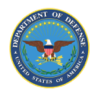 DEPARTMENT OF DEFENSE
UNITED STATES OF AMERICA